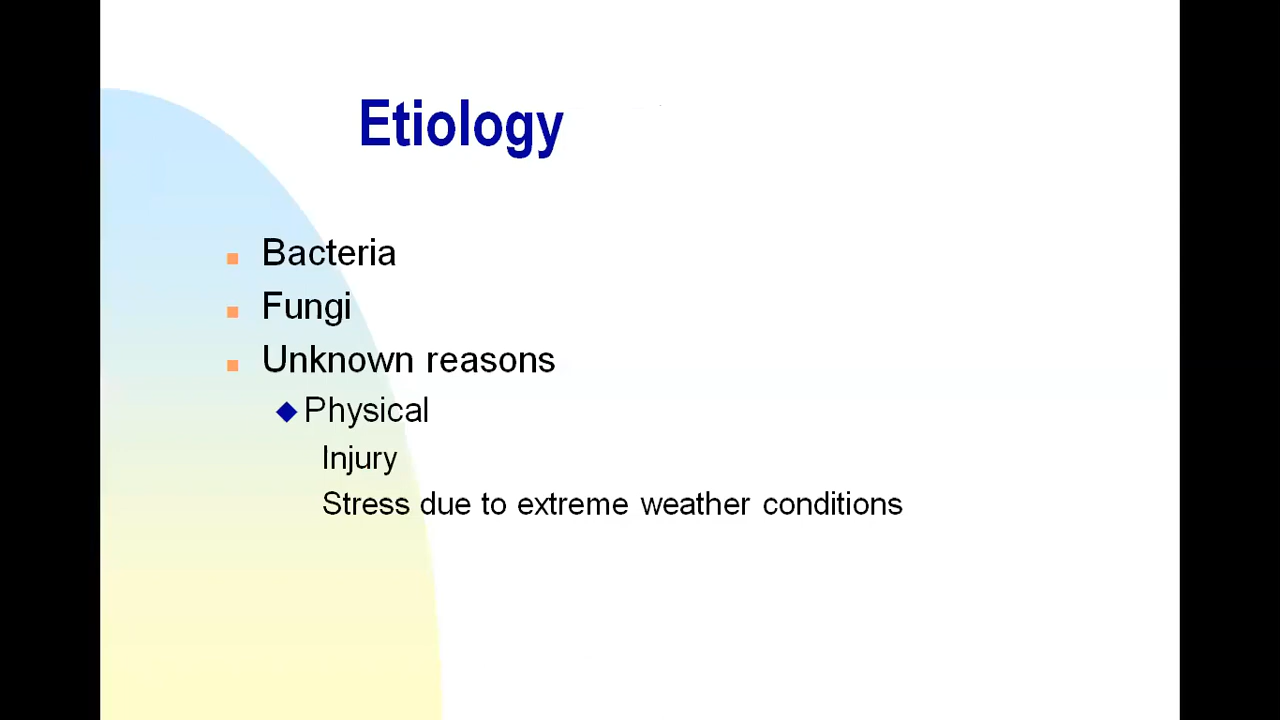 Etiology
Bacteria
Fungi
Unknown reasons
Physical
Injury
Stress due to extreme weather conditions